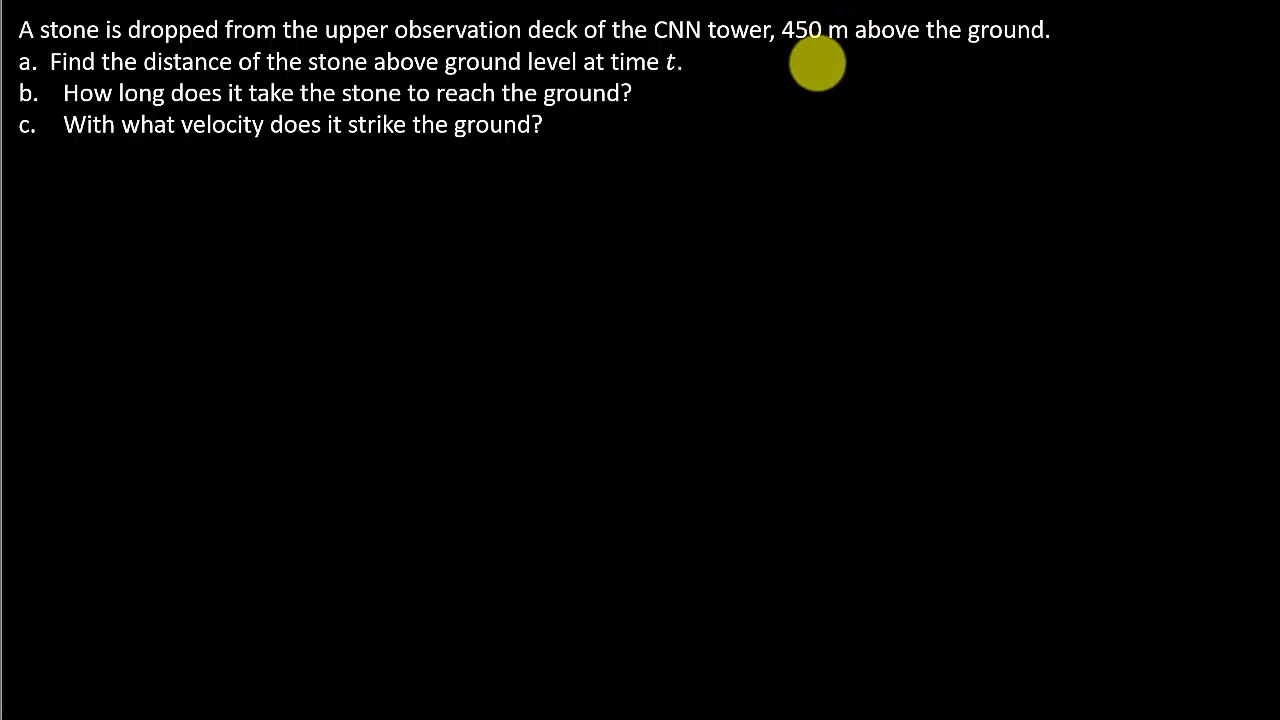 A stone is dropped from the upper observation deck of the CNN tower, 450 m above the ground.
a. Find the distance of the stone above ground level at time t.
b. How long does it take the stone to reach the ground?
c. With what velocity does it strike the ground?